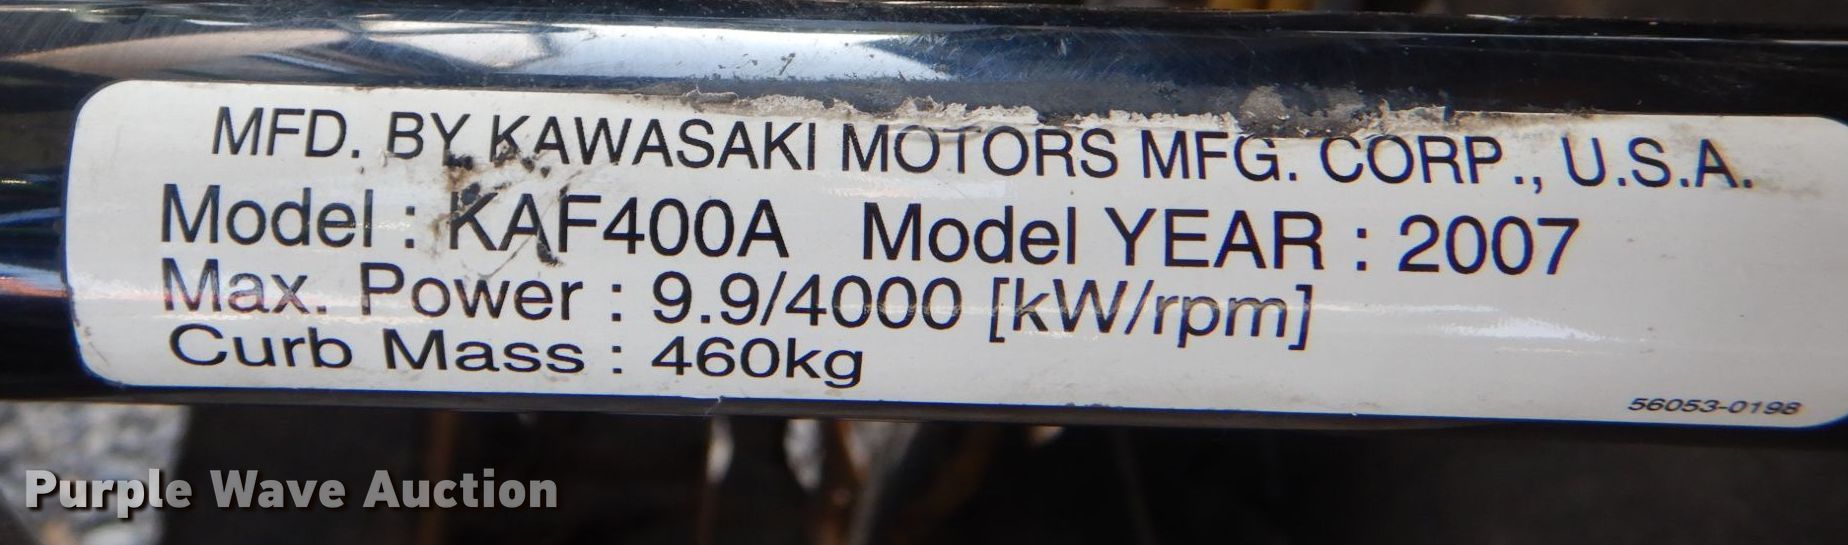 MFD. BY KAWASAKI MOTORS MFG. CORP., U.S.A.
Model : KAF400A Model YEAR : 2007
Max. Power : 9.9/4000 [kW/rpm]
Curb Mass : 460kg
56053-0198
Purple Wave Auction